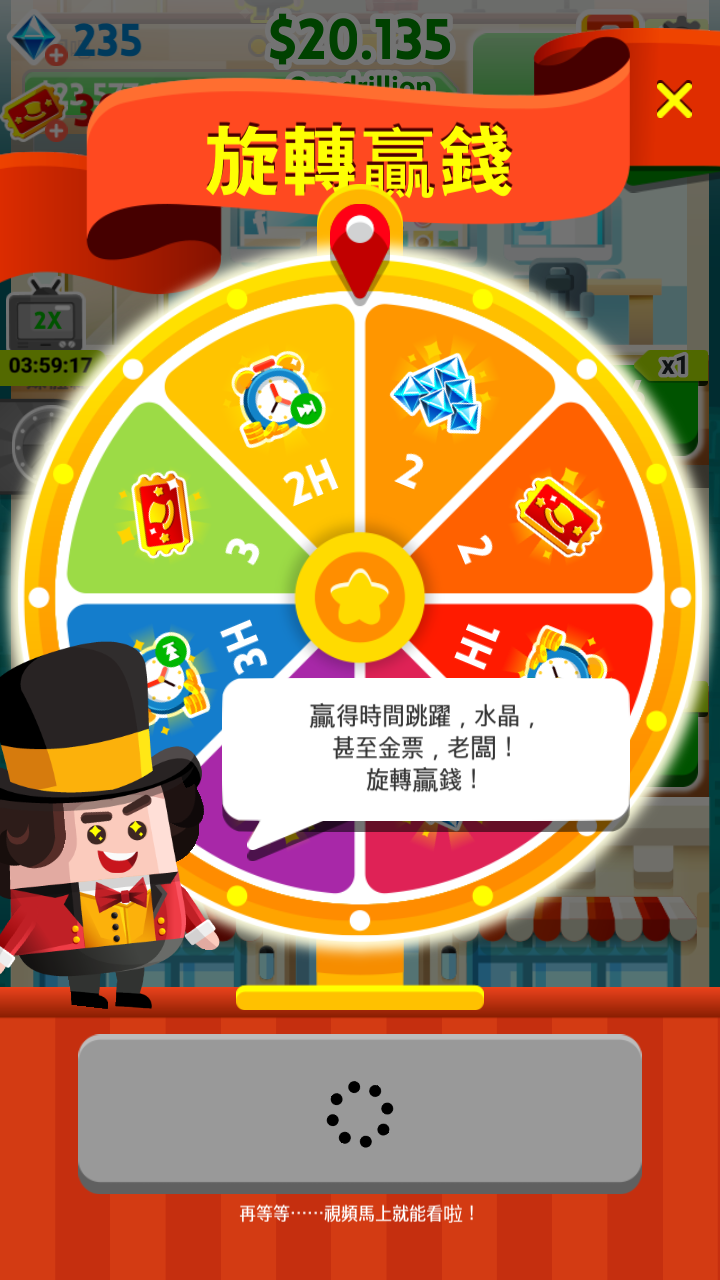 235
$20.135
旋轉贏錢
2X
03:59:17
x1
2H
2
3
2
3H
1H
贏得時間跳躍，水晶，
甚至金票，老闆！
旋轉贏錢！
再等等……視頻馬上就能看啦！